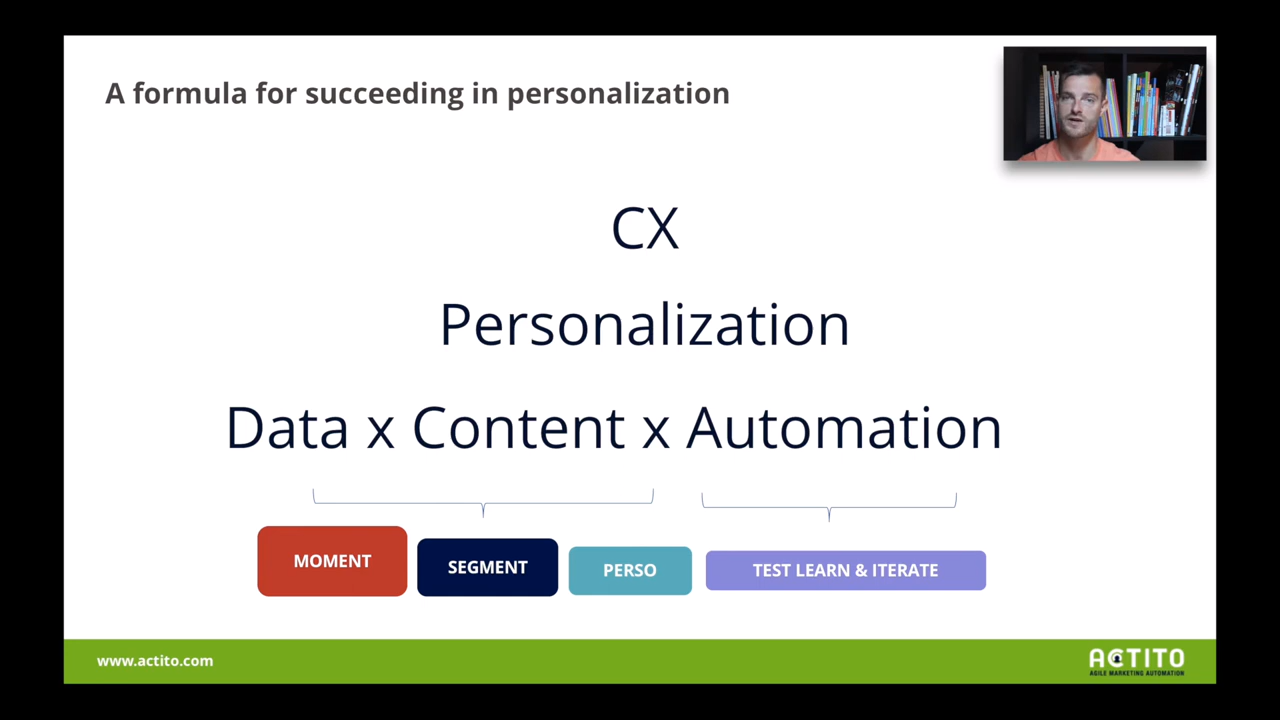 A formula for succeeding in personalization
CX
Personalization
Data x Content x Automation
MOMENT
SEGMENT
PERSO
TEST LEARN & ITERATE
www.actito.com
ACTITO
AGILE MARKETING AUTOMATION